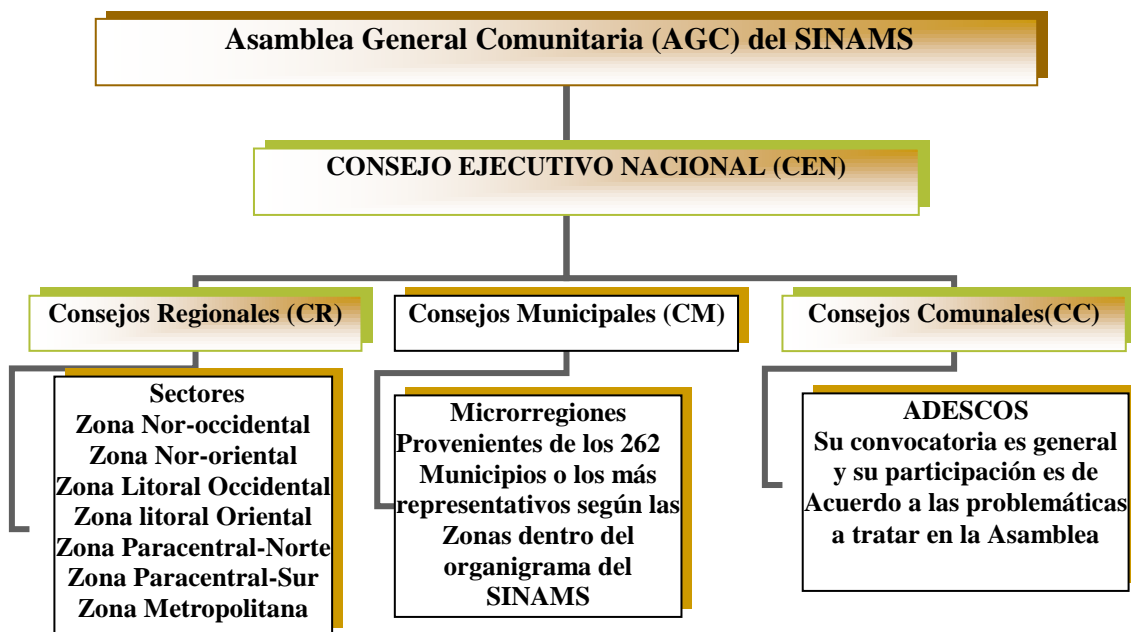 Asamblea General Comunitaria (AGC) del SINAMS
CONSEJO EJECUTIVO NACIONAL (CEN)
Consejos Regionales (CR)
Sectores
Zona Nor-occidental
Zona Nor-oriental
Zona Litoral Occidental
Zona litoral Oriental
Zona Paracentral-Norte
Zona Paracentral-Sur
Zona Metropolitana
Consejos Municipales (CM)
Microrregiones
Provenientes de los 262
Municipios o los más
representativos según las
Zonas dentro del
organigrama del
SINAMS
Consejos Comunales(CC)
ADESCOS
Su convocatoria es general
y su participación es de
Acuerdo a las problemáticas
a tratar en la Asamblea